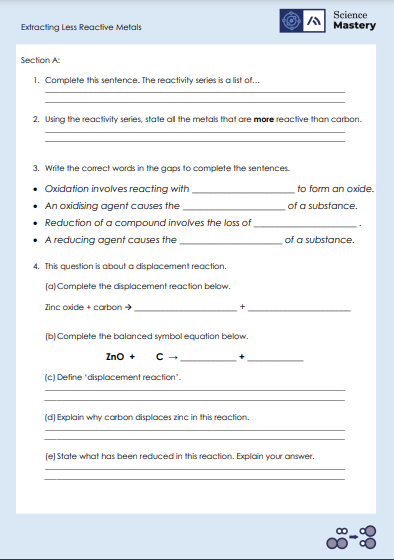 Extracting Less Reactive Metals
Science
Mastery
Section A:
1. Complete this sentence. The reactivity series is a list of…
2. Using the reactivity series, state all the metals that are more reactive than carbon.
3. Write the correct words in the gaps to complete the sentences.
• Oxidation involves reacting with ____________________ to form an oxide.
• An oxidising agent causes the ____________________ of a substance.
• Reduction of a compound involves the loss of ____________________ .
• A reducing agent causes the ____________________ of a substance.
4. This question is about a displacement reaction.
(a) Complete the displacement reaction below.
Zinc oxide + carbon → ____________________ + ____________________
(b) Complete the balanced symbol equation below.
ZnO + C → __________ + __________
(c) Define 'displacement reaction'.
(d) Explain why carbon displaces zinc in this reaction.
(e) State what has been reduced in this reaction. Explain your answer.